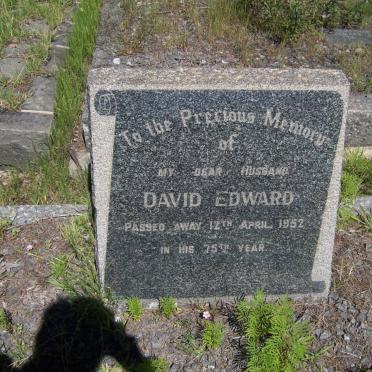 To the Precious Memory
of
MY DEAR HUSBAND
DAVID EDWARD
PASSED AWAY 12TH APRIL 1952
IN HIS 75TH YEAR